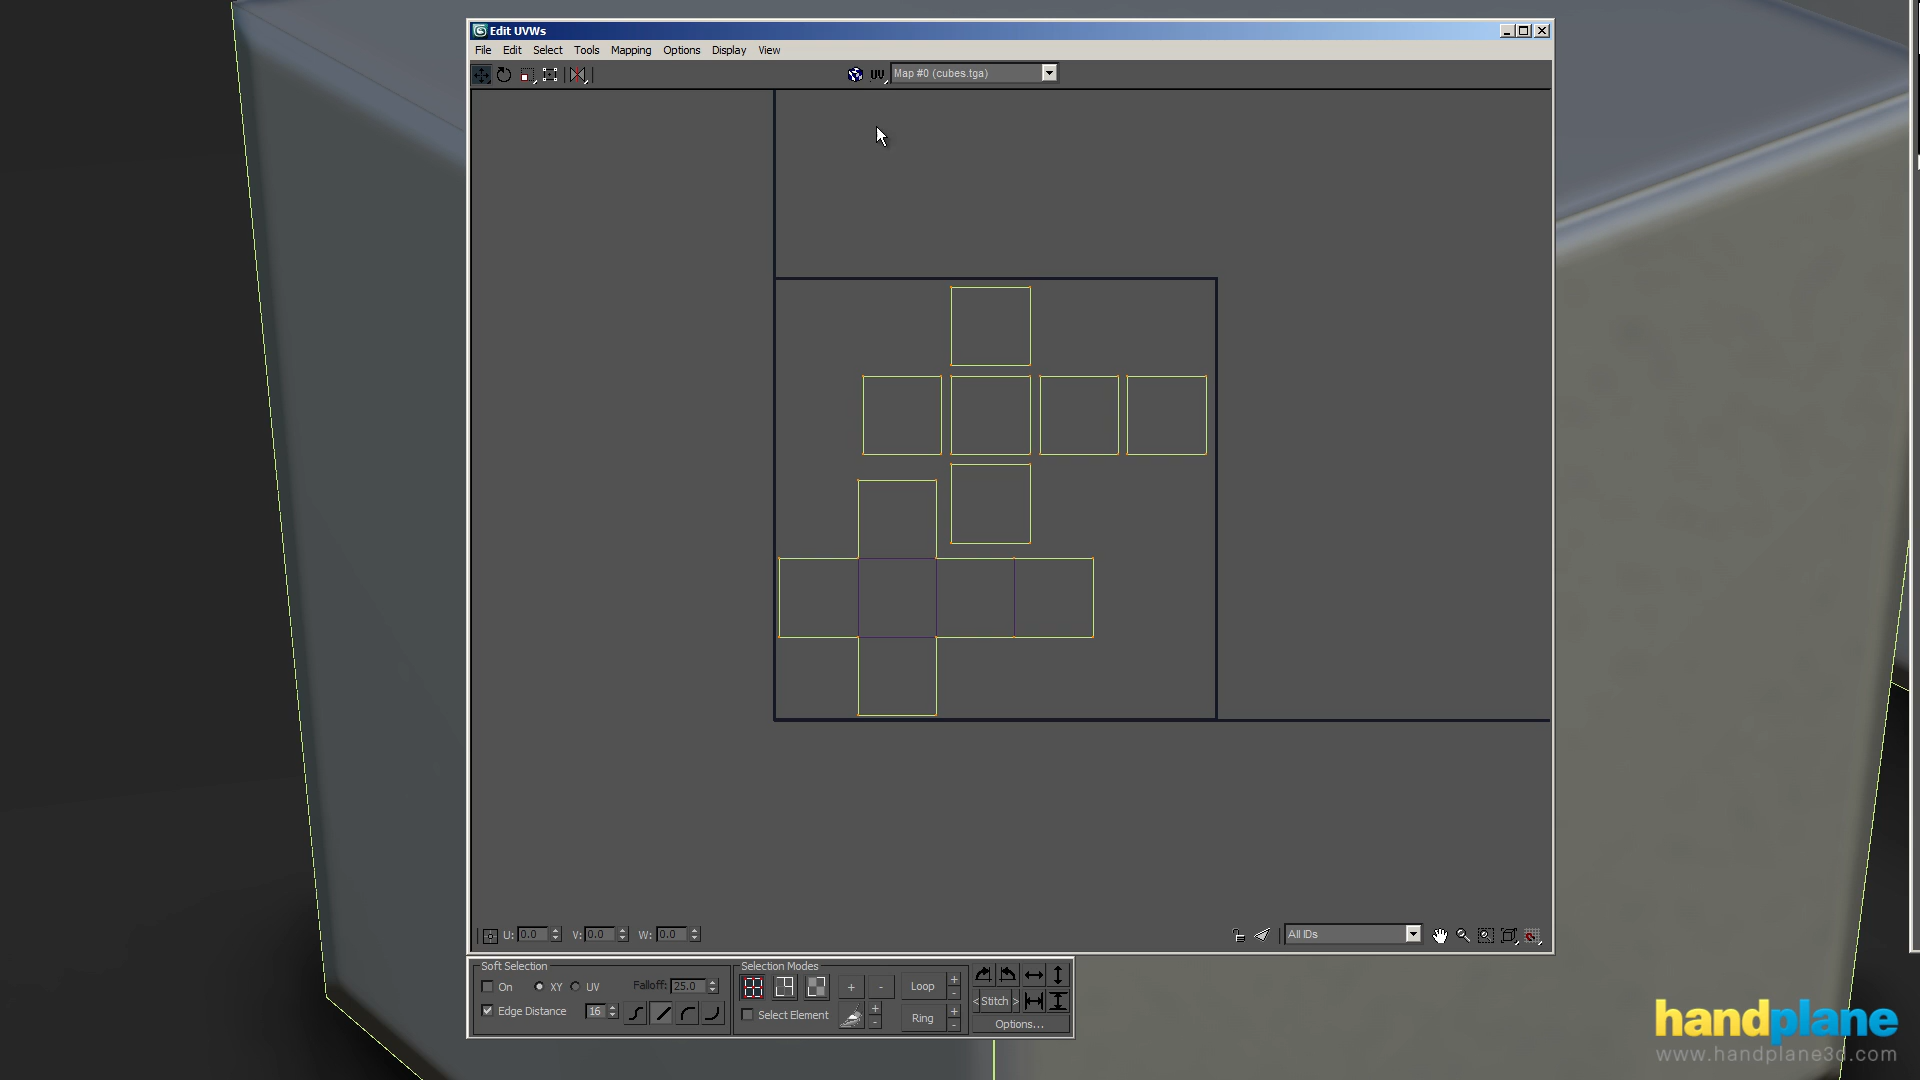 Edit UVWs
File Edit Select Tools Mapping Options Display View
UV Map #0 (cubes.tga)
U: 0.0 V: 0.0 W: 0.0 All IDs
Soft Selection
On XY UV Falloff: 25.0
Edge Distance 16
Selection Modes
+ - Loop + -
Select Element + - Ring + -
< Stitch >
Options...
handplane
www.handplane3d.com